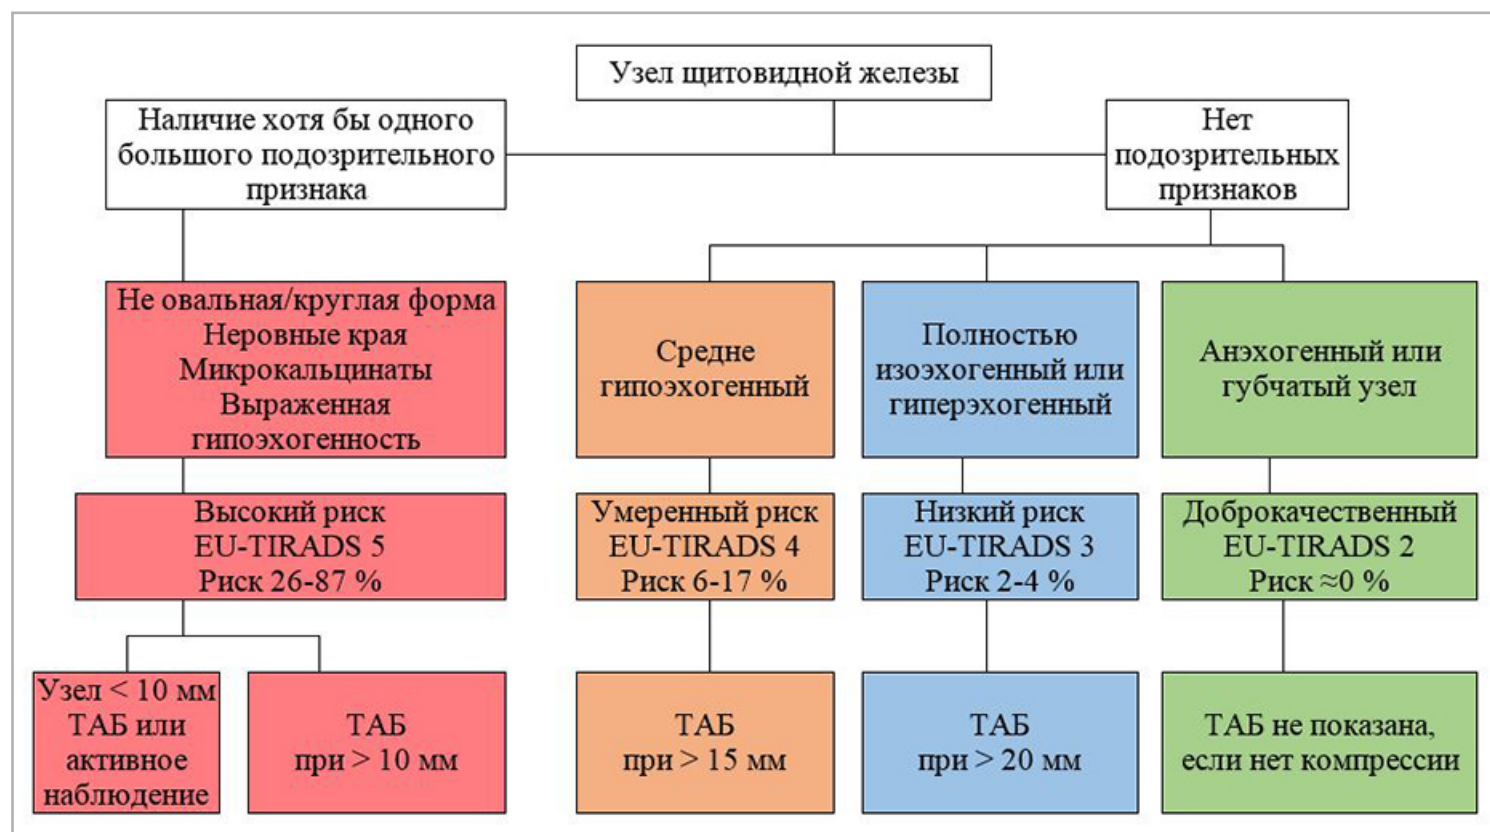 Узел щитовидной железы
Наличие хотя бы одного
большого подозрительного
признака
Нет
подозрительных
признаков
Не овальная/круглая форма
Неровные края
Микрокальцинаты
Выраженная
гипоэхогенность
Средне
гипоэхогенный
Полностью
изоэхогенный или
гиперэхогенный
Анэхогенный или
губчатый узел
Высокий риск
EU-TIRADS 5
Риск 26-87 %
Умеренный риск
EU-TIRADS 4
Риск 6-17 %
Низкий риск
EU-TIRADS 3
Риск 2-4 %
Доброкачественный
EU-TIRADS 2
Риск ≈0 %
Узел < 10 мм
ТАБ или
активное
наблюдение
ТАБ
при > 10 мм
ТАБ
при > 15 мм
ТАБ
при > 20 мм
ТАБ не показана,
если нет компрессии